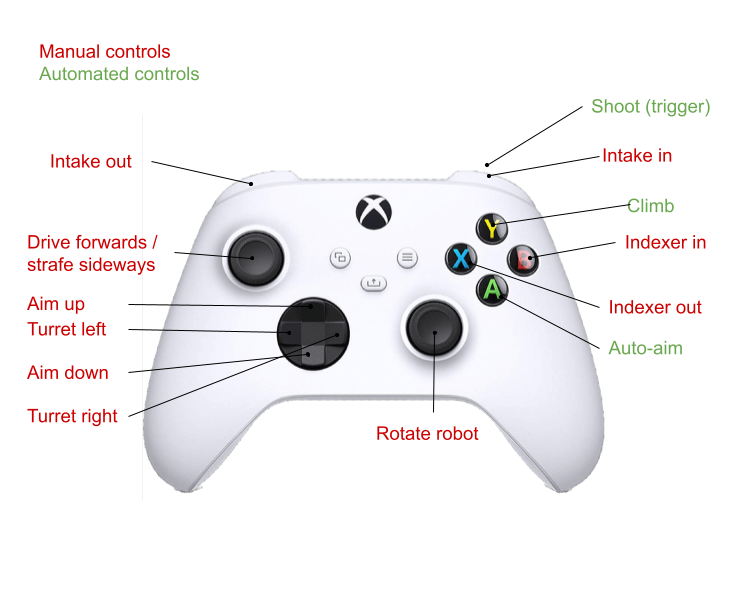 Manual controls
Automated controls
Shoot (trigger)
Intake out
Intake in
Climb
Y
Drive forwards /
strafe sideways
Indexer in
X
B
Aim up
A
Indexer out
Turret left
Auto-aim
Aim down
Turret right
Rotate robot